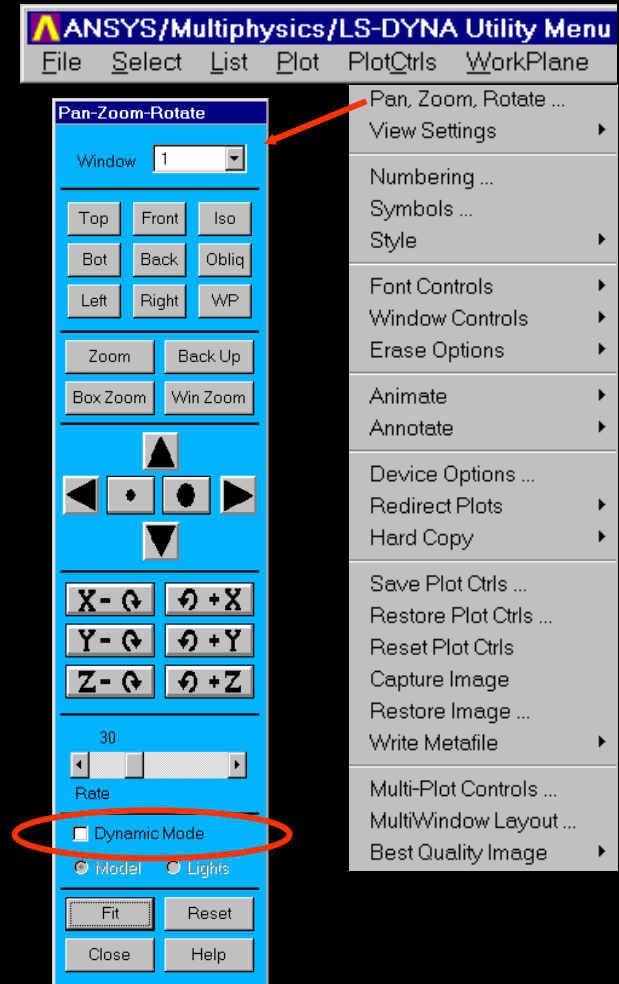 ANSYS/Multiphysics/LS-DYNA Utility Menu
File Select List Plot PlotCtrls WorkPlane
Pan-Zoom-Rotate
Window 1
Top Front Iso
Bot Back Obliq
Left Right WP
Zoom Back Up
Box Zoom Win Zoom
X- +X
Y- +Y
Z- +Z
30
Rate
Dynamic Mode
Model Lights
Fit Reset
Close Help
Pan, Zoom, Rotate ...
View Settings
Numbering ...
Symbols ...
Style
Font Controls
Window Controls
Erase Options
Animate
Annotate
Device Options ...
Redirect Plots
Hard Copy
Save Plot Ctrls ...
Restore Plot Ctrls ...
Reset Plot Ctrls
Capture Image
Restore Image ...
Write Metafile
Multi-Plot Controls ...
MultiWindow Layout ...
Best Quality Image